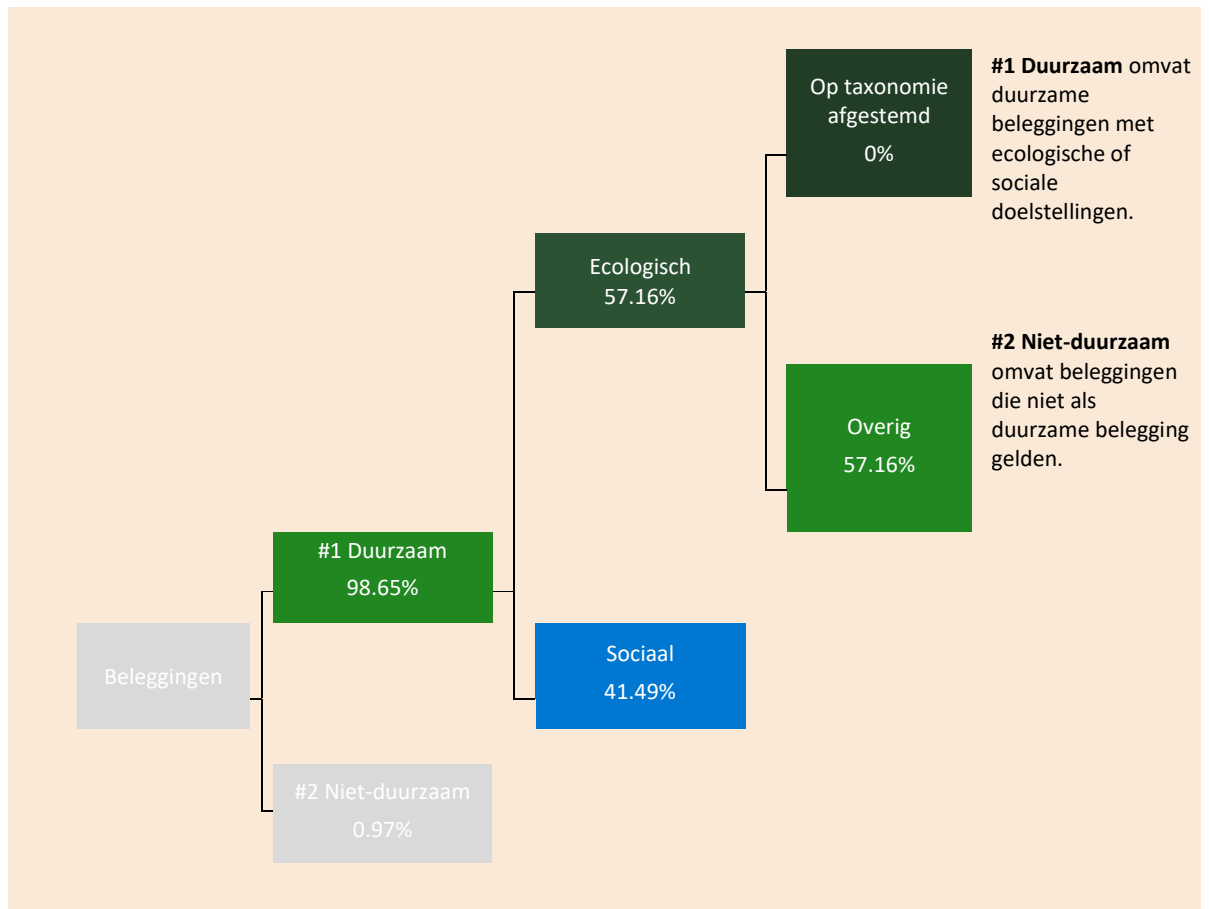 Op taxonomie
afgestemd
0%
#1 Duurzaam omvat
duurzame
beleggingen met
ecologische of
sociale
doelstellingen.
Ecologisch
57.16%
#2 Niet-duurzaam
omvat beleggingen
die niet als
duurzame belegging
gelden.
Overig
57.16%
#1 Duurzaam
98.65%
Sociaal
41.49%
Beleggingen
#2 Niet-duurzaam
0.97%